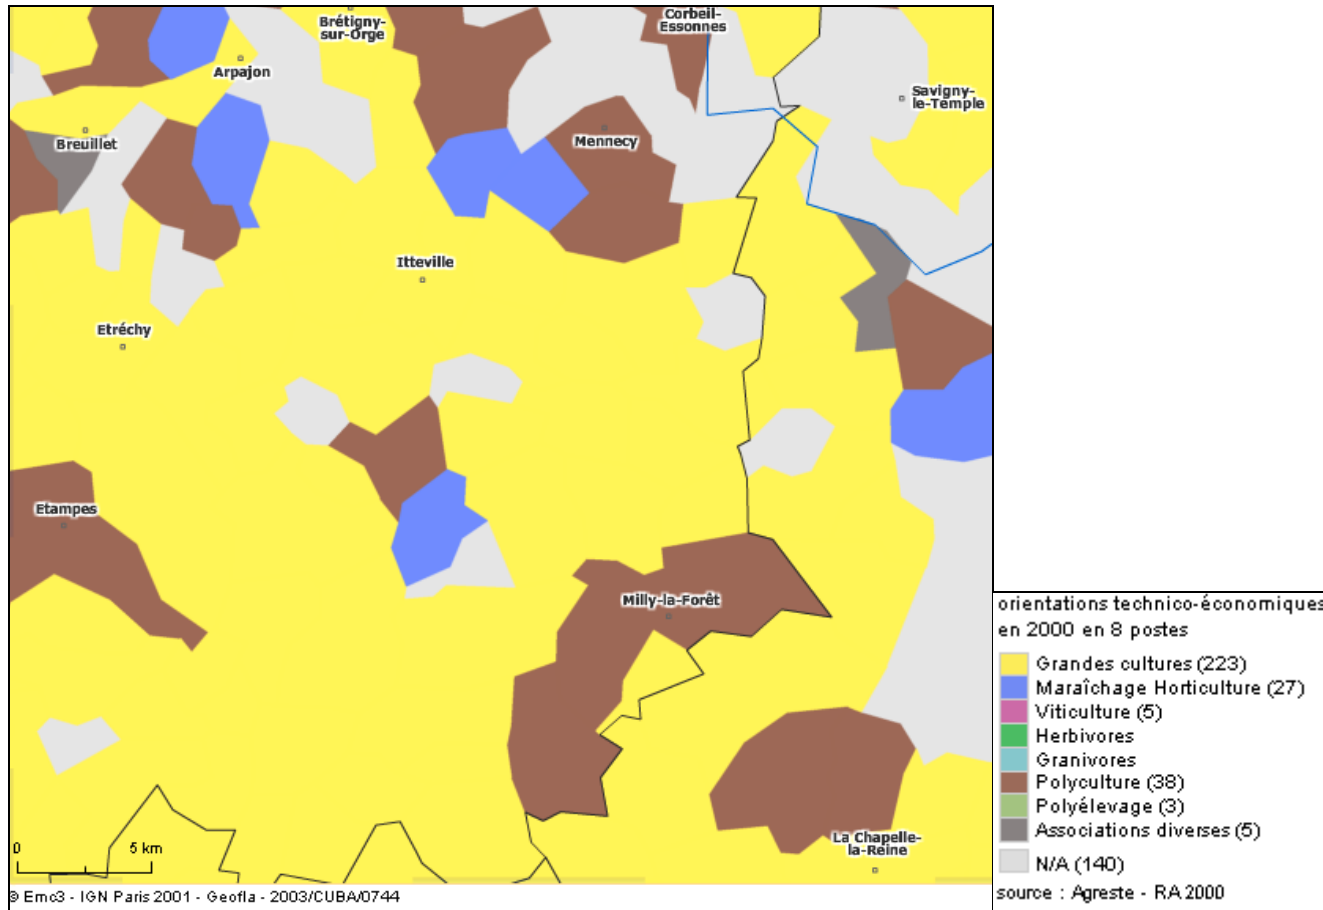 Corbeil-
Essonnes
Brétigny-
sur-Orge
Arpajon
Savigny-
le-Temple
Breuillet
Mennecy
Itteville
Etréchy
Etampes
Milly-la-Forêt
La Chapelle-
la-Reine
0 5 km
© Emc3 - IGN Paris 2001 - Geofla - 2003/CUBA/0744
orientations technico-économiques
en 2000 en 8 postes
Grandes cultures (223)
Maraîchage Horticulture (27)
Viticulture (5)
Herbivores
Granivores
Polyculture (38)
Polyélevage (3)
Associations diverses (5)
N/A (140)
source : Agreste - RA 2000